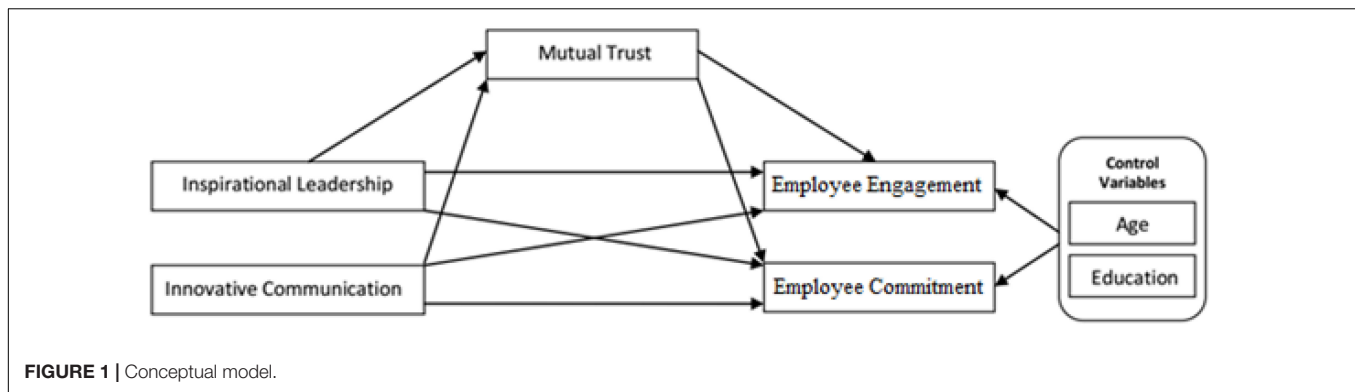 Mutual Trust
Inspirational Leadership
Employee Engagement
Innovative Communication
Employee Commitment
Control
Variables
Age
Education
FIGURE 1 | Conceptual model.